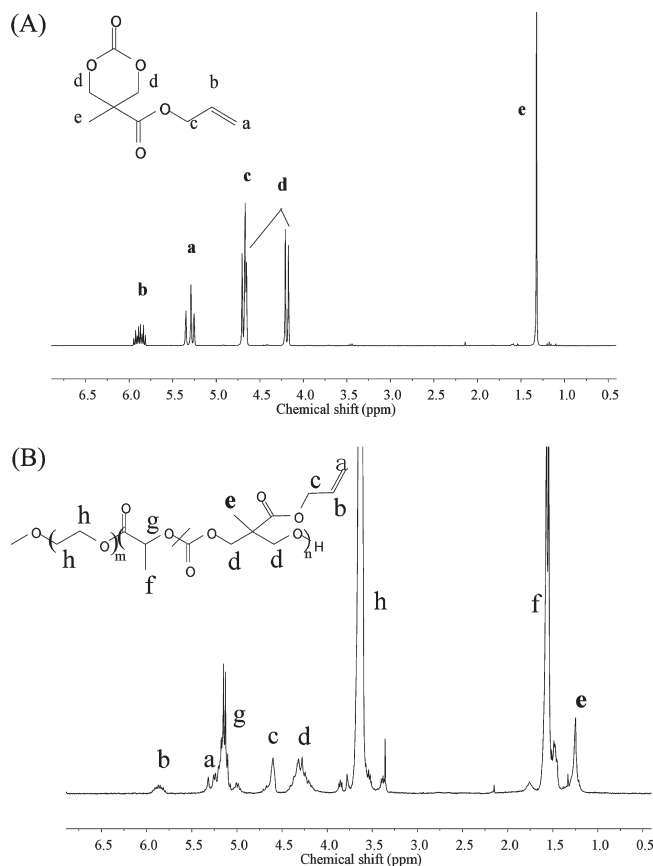 (A)
O
O O
d d
b
e O
c a
O
e
c d
a
b
6.5 6.0 5.5 5.0 4.5 4.0 3.5 3.0 2.5 2.0 1.5 1.0 0.5
Chemical shift (ppm)
(B)
a
c
e O b
h O g O O O
O O O m O O n H
h f O d d
h f
g e
c d
b a
6.5 6.0 5.5 5.0 4.5 4.0 3.5 3.0 2.5 2.0 1.5 1.0 0.5
Chemical shift (ppm)